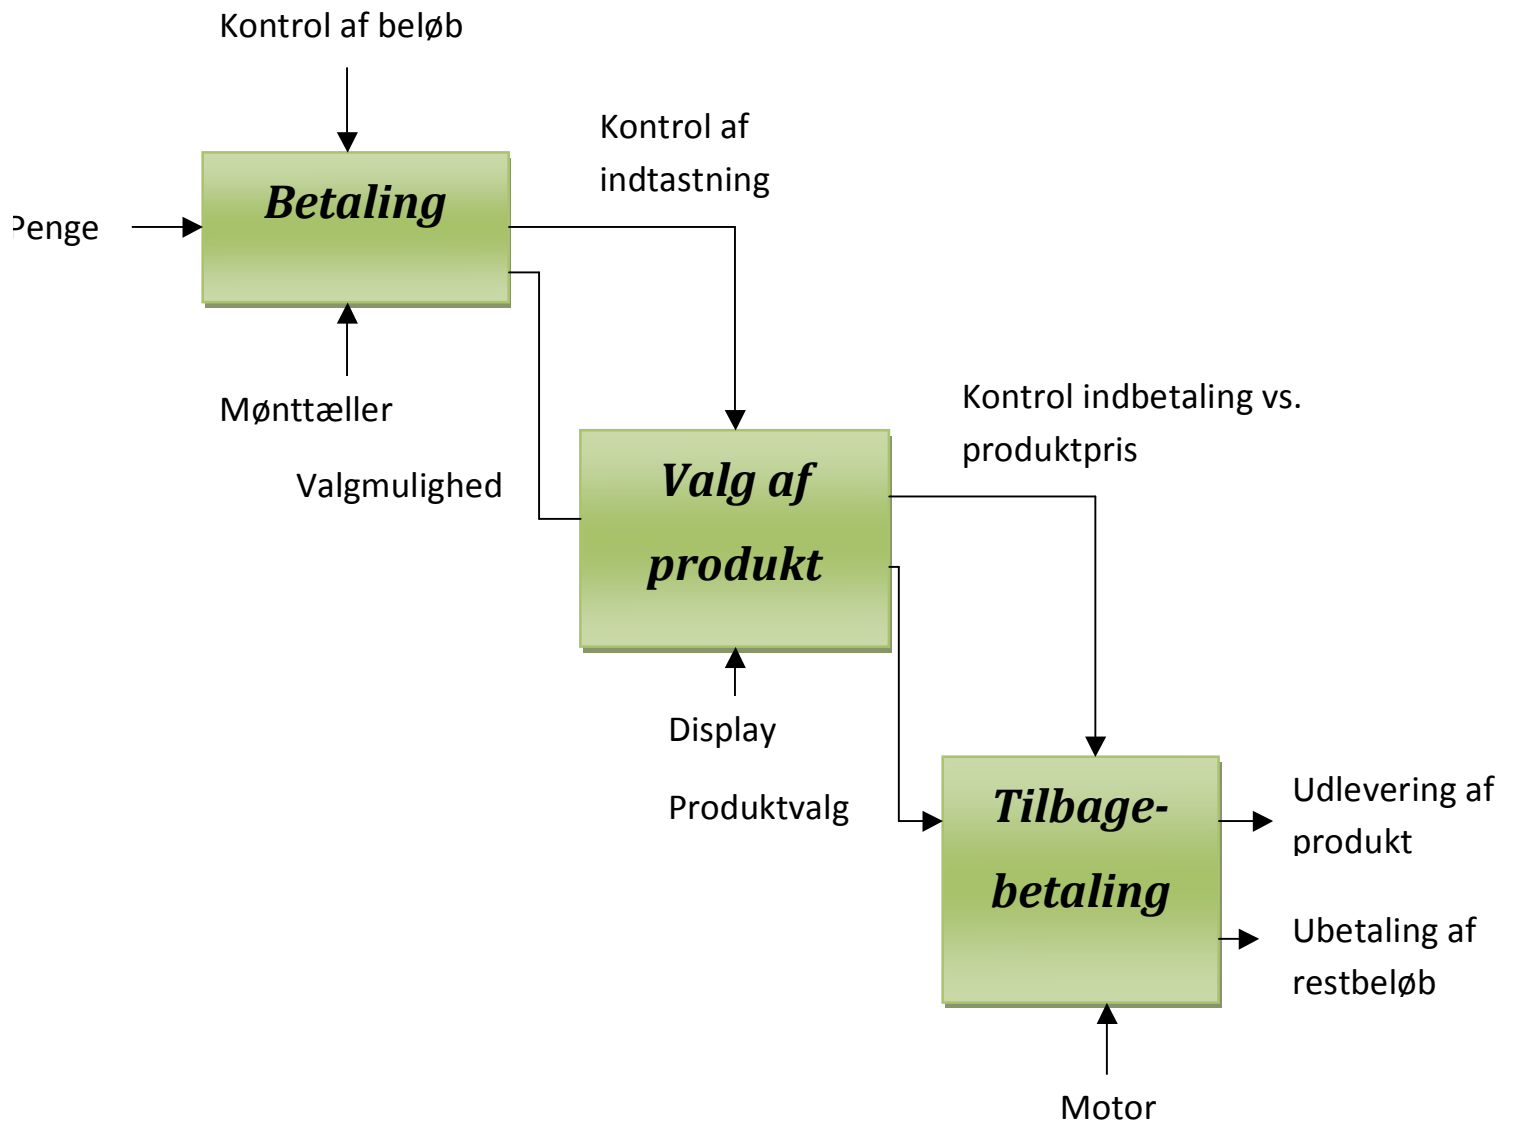 Kontrol af beløb
Kontrol af
indtastning
Betaling
Penge
Mønttæller
Valgmulighed
Kontrol indbetaling vs.
produktpris
Valg af
produkt
Display
Produktvalg
Tilbage-
betaling
Udlevering af
produkt
Ubetaling af
restbeløb
Motor